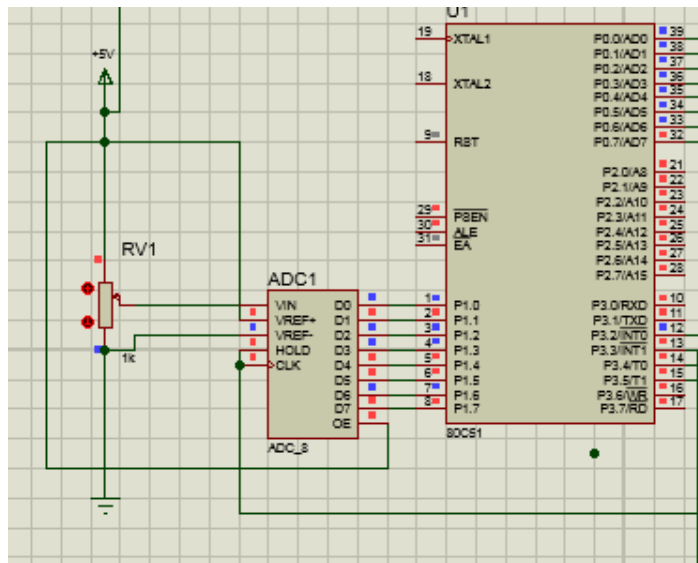 U1
19 XTAL1 P0.0/AD0 39
P0.1/AD1 38
P0.2/AD2 37
18 XTAL2 P0.3/AD3 36
P0.4/AD4 35
P0.5/AD5 34
P0.6/AD6 33
9 RST P0.7/AD7 32
P2.0/A8 21
P2.1/A9 22
P2.2/A10 23
29 PSEN P2.3/A11 24
30 ALE P2.4/A12 25
31 EA P2.5/A13 26
P2.6/A14 27
P2.7/A15 28
1 P1.0 P3.0/RXD 10
2 P1.1 P3.1/TXD 11
3 P1.2 P3.2/INT0 12
4 P1.3 P3.3/INT1 13
5 P1.4 P3.4/T0 14
6 P1.5 P3.5/T1 15
7 P1.6 P3.6/WR 16
8 P1.7 P3.7/RD 17
80C51
+5V
RV1
1k
ADC1
VIN D0
VREF+ D1
VREF- D2
HOLD D3
CLK D4
D5
D6
D7
OE
ADC_8